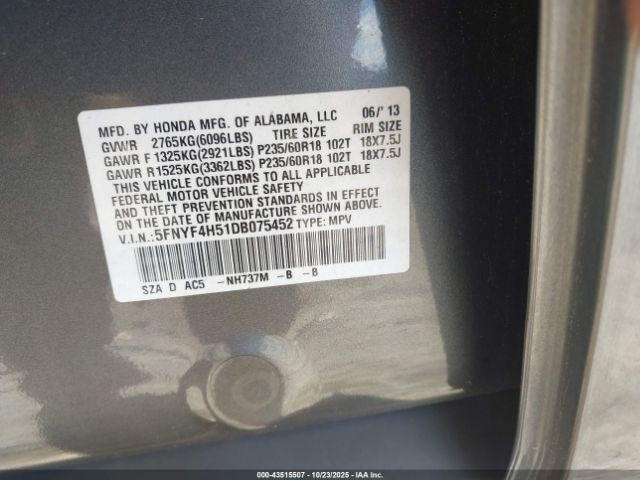 MFD. BY HONDA MFG. OF ALABAMA, LLC 06/'13
GVWR 2765KG(6096LBS) TIRE SIZE RIM SIZE
GAWR F 1325KG(2921LBS) P235/60R18 102T 18X7.5J
GAWR R 1525KG(3362LBS) P235/60R18 102T 18X7.5J
THIS VEHICLE CONFORMS TO ALL APPLICABLE
FEDERAL MOTOR VEHICLE SAFETY
AND THEFT PREVENTION STANDARDS IN EFFECT
ON THE DATE OF MANUFACTURE SHOWN ABOVE.
V.I.N.:5FNYF4H51DB075452 TYPE: MPV
SZA D AC5 -NH737M -B -B
000-43515507 - 10/23/2025 - IAA Inc.